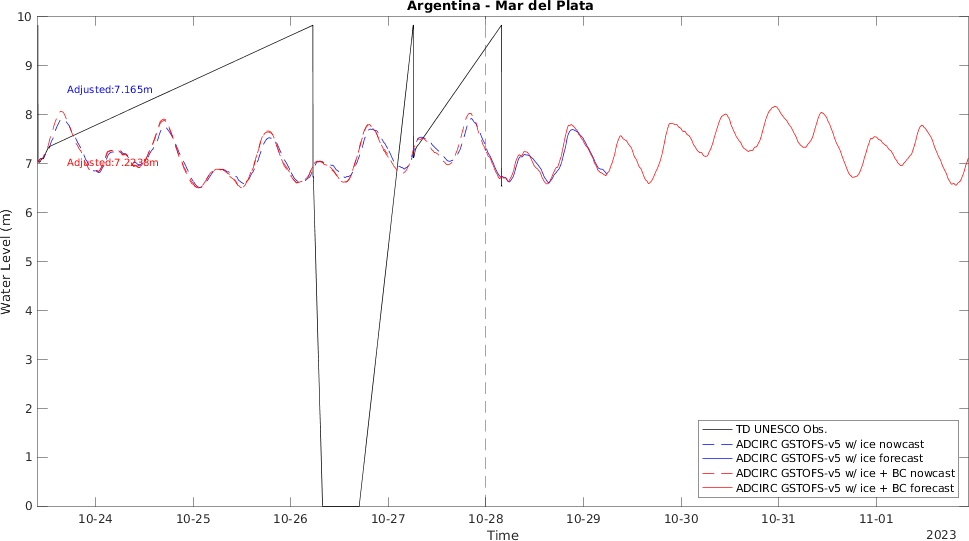 Argentina - Mar del Plata
10
9
8
7
6
5
4
3
2
1
0
Water Level (m)
Adjusted:7.165m
Adjusted:7.2238m
TD UNESCO Obs.
ADCIRC GSTOFS-v5 w/ ice nowcast
ADCIRC GSTOFS-v5 w/ ice forecast
ADCIRC GSTOFS-v5 w/ ice + BC nowcast
ADCIRC GSTOFS-v5 w/ ice + BC forecast
10-24 10-25 10-26 10-27 10-28 10-29 10-30 10-31 11-01
Time
2023